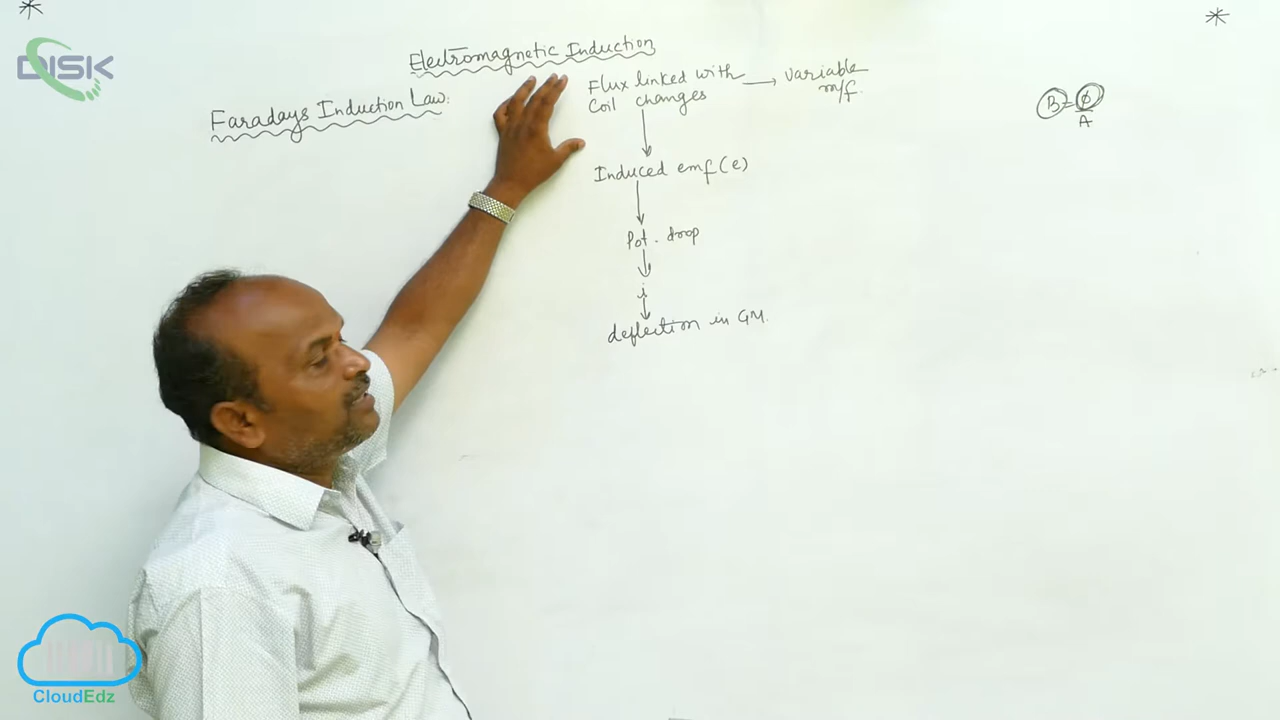 DISK
Electromagnetic Induction
Faradays Induction Law:
Flux linked with
Coil changes
→ variable
m/f.
B=φ
A
Induced emf(e)
Pot. drop
i
deflection in GM.
CloudEdz